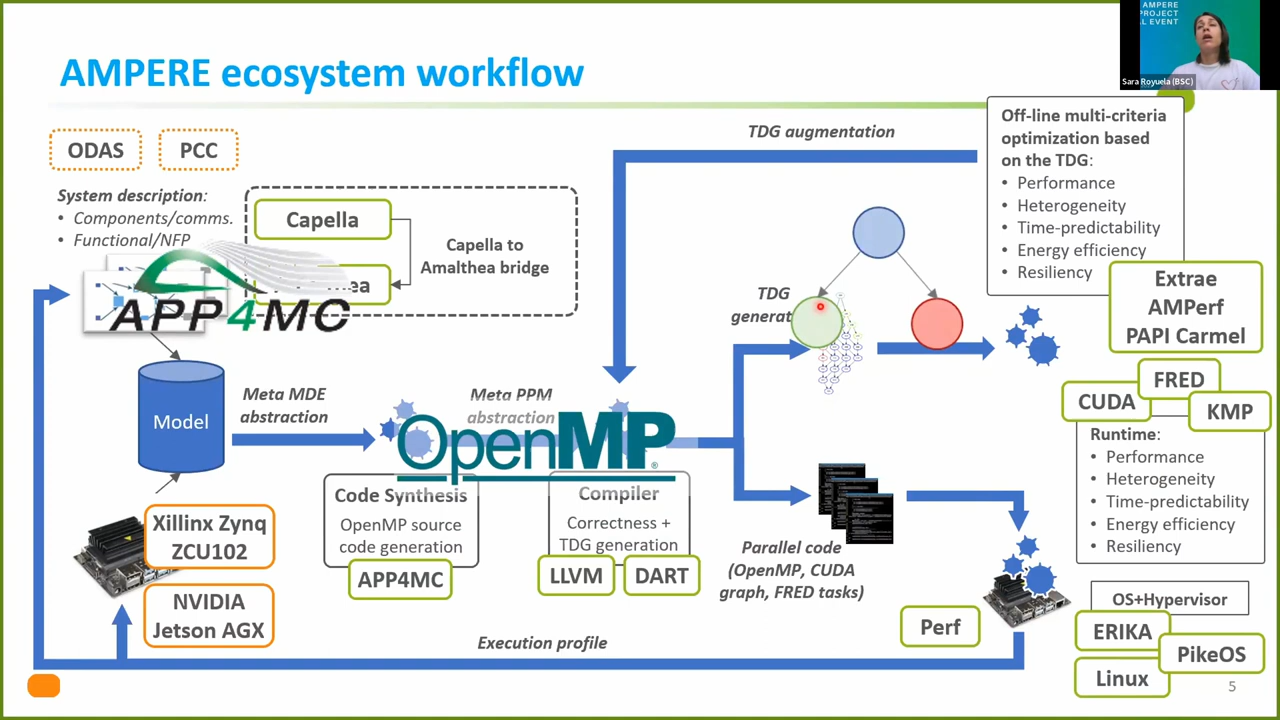 AMPERE
PROJECT
L EVENT
Sara Royuela (BSC)
AMPERE ecosystem workflow
ODAS
PCC
System description:
• Components/comms.
• Functional/NFP
Capella
ea
Capella to
Amalthea bridge
APP4MC
TDG augmentation
Off-line multi-criteria
optimization based
on the TDG:
• Performance
• Heterogeneity
• Time-predictability
• Energy efficiency
• Resiliency
Extrae
AMPerf
PAPI Carmel
TDG
generat
Model
Meta MDE
abstraction
Meta PPM
abstraction
OpenMP®
FRED
CUDA
KMP
Runtime:
• Performance
• Heterogeneity
• Time-predictability
• Energy efficiency
• Resiliency
Code Synthesis
OpenMP source
code generation
APP4MC
Compiler
Correctness +
TDG generation
LLVM
DART
Parallel code
(OpenMP, CUDA
graph, FRED tasks)
Xillinx Zynq
ZCU102
NVIDIA
Jetson AGX
Execution profile
Perf
OS+Hypervisor
ERIKA
PikeOS
Linux
5